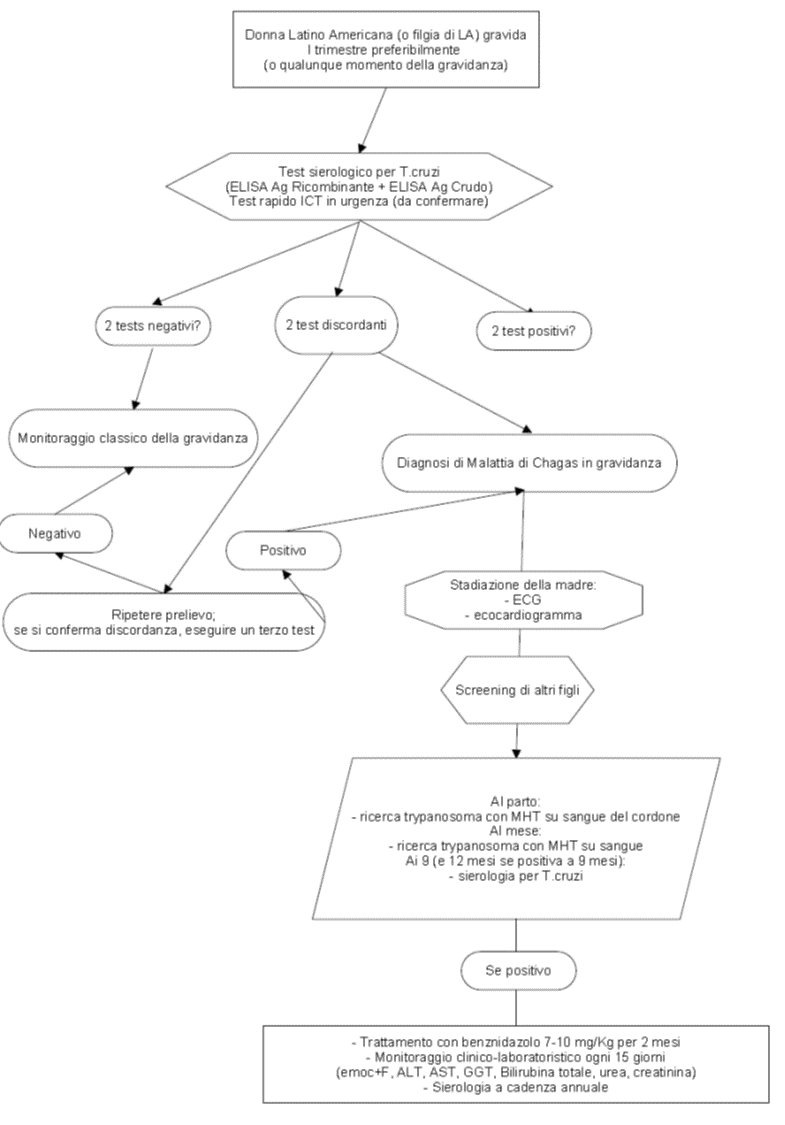 Donna Latino Americana (o filgia di LA) gravida
I trimestre preferibilmente
(o qualunque momento della gravidanza)
Test sierologico per T.cruzi
(ELISA Ag Ricombinante + ELISA Ag Crudo)
Test rapido ICT in urgenza (da confermare)
2 tests negativi?
2 test discordanti
2 test positivi?
Monitoraggio classico della gravidanza
Diagnosi di Malattia di Chagas in gravidanza
Negativo
Positivo
Ripetere prelievo;
se si conferma discordanza, eseguire un terzo test
Stadiazione della madre:
- ECG
- ecocardiogramma
Screening di altri figli
Al parto:
- ricerca trypanosoma con MHT su sangue del cordone
Al mese:
- ricerca trypanosoma con MHT su sangue
Ai 9 (e 12 mesi se positiva a 9 mesi):
- sierologia per T.cruzi
Se positivo
- Trattamento con benznidazolo 7-10 mg/Kg per 2 mesi
- Monitoraggio clinico-laboratoristico ogni 15 giorni
(emoc+F, ALT, AST, GGT, Bilirubina totale, urea, creatinina)
- Sierologia a cadenza annuale